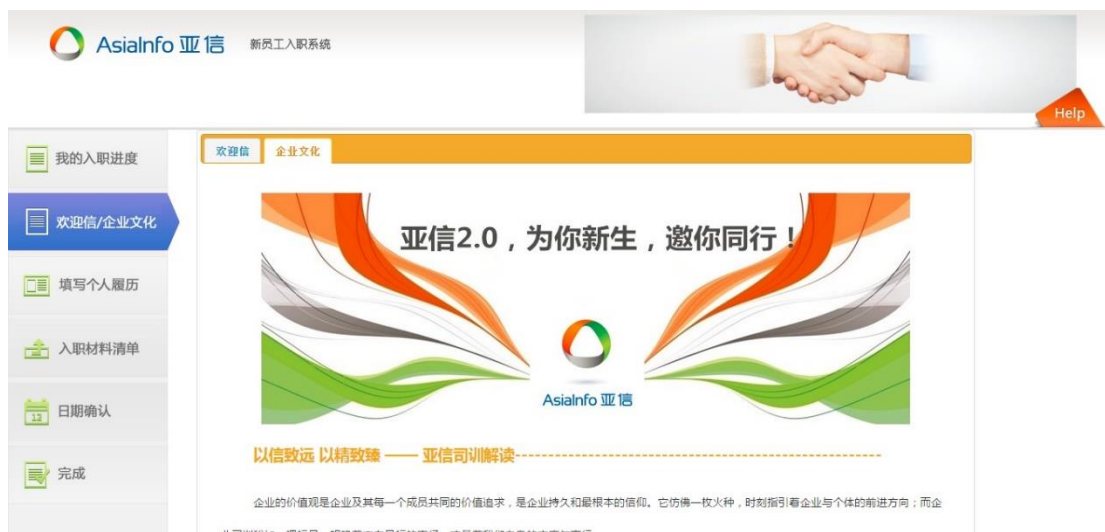 AsiaInfo 亚信 新员工入职系统
Help
我的入职进度
欢迎信/企业文化
填写个人履历
入职材料清单
12
日期确认
完成
欢迎信 企业文化
亚信2.0，为你新生，邀你同行！
AsiaInfo 亚信
以信致远 以精致臻 —— 亚信司训解读
企业的价值观是企业及其每一个成员共同的价值追求，是企业持久和最根本的信仰。它仿佛一枚火种，时刻指引着企业与个体的前进方向；而企